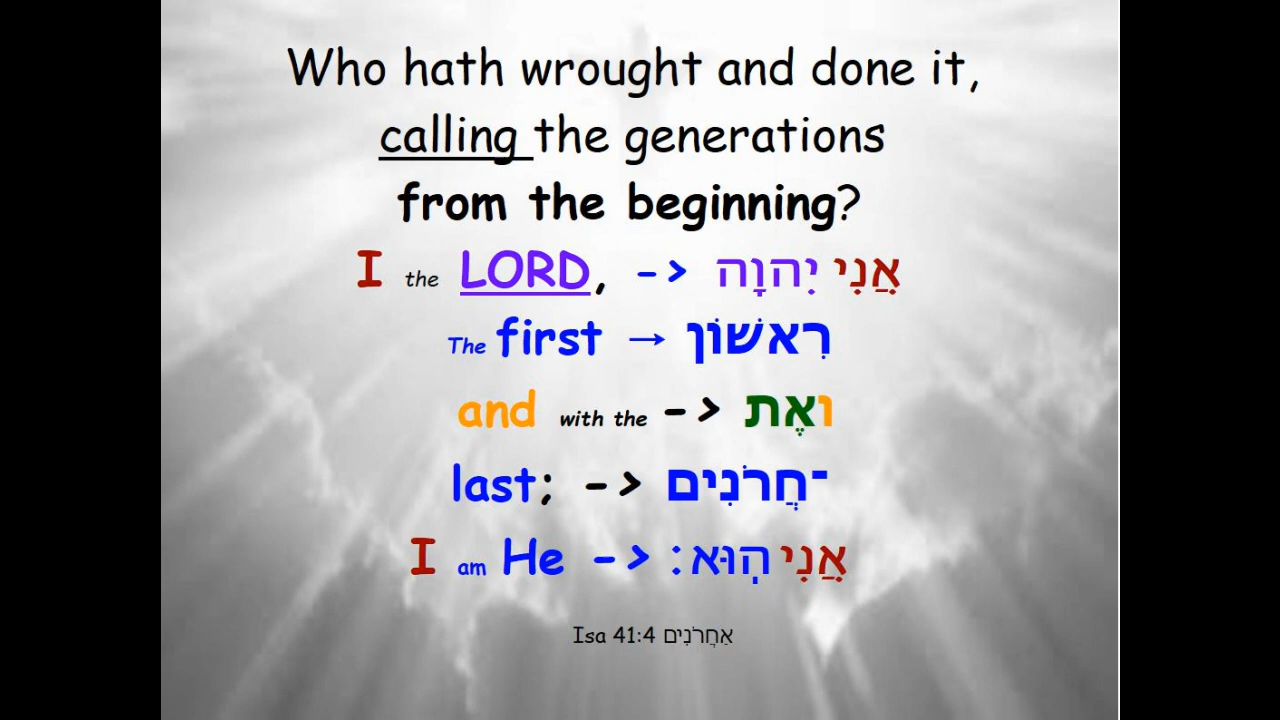 Who hath wrought and done it,
calling the generations
from the beginning?
I the LORD, -> אֲנִי יְהוָה
The first → רִאשׁוֹן
and with the -> ואֶת
last; -> ־חֲרֹנִים
I am He -> אֲנִי הֽוּא׃
Isa 41:4 אַחֲרֹנִים